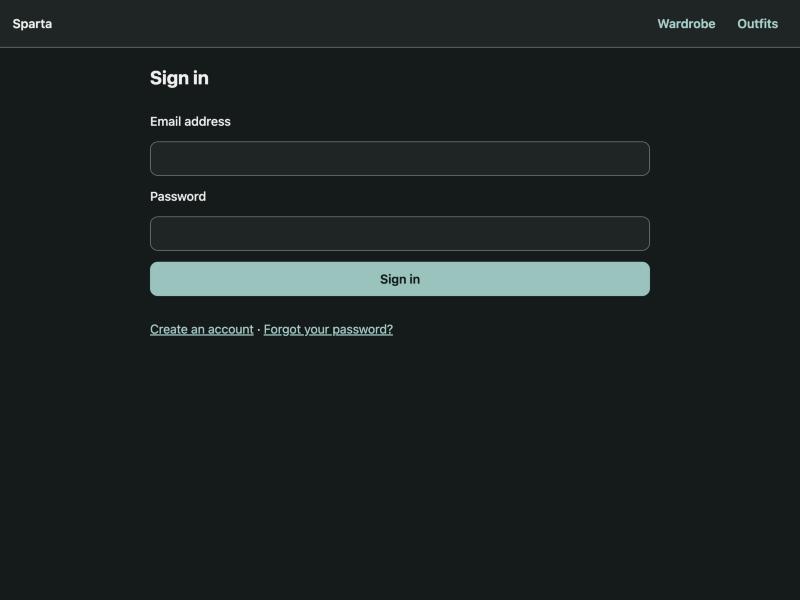 Sparta
Wardrobe
Outfits
Sign in
Email address
Password
Sign in
Create an account · Forgot your password?